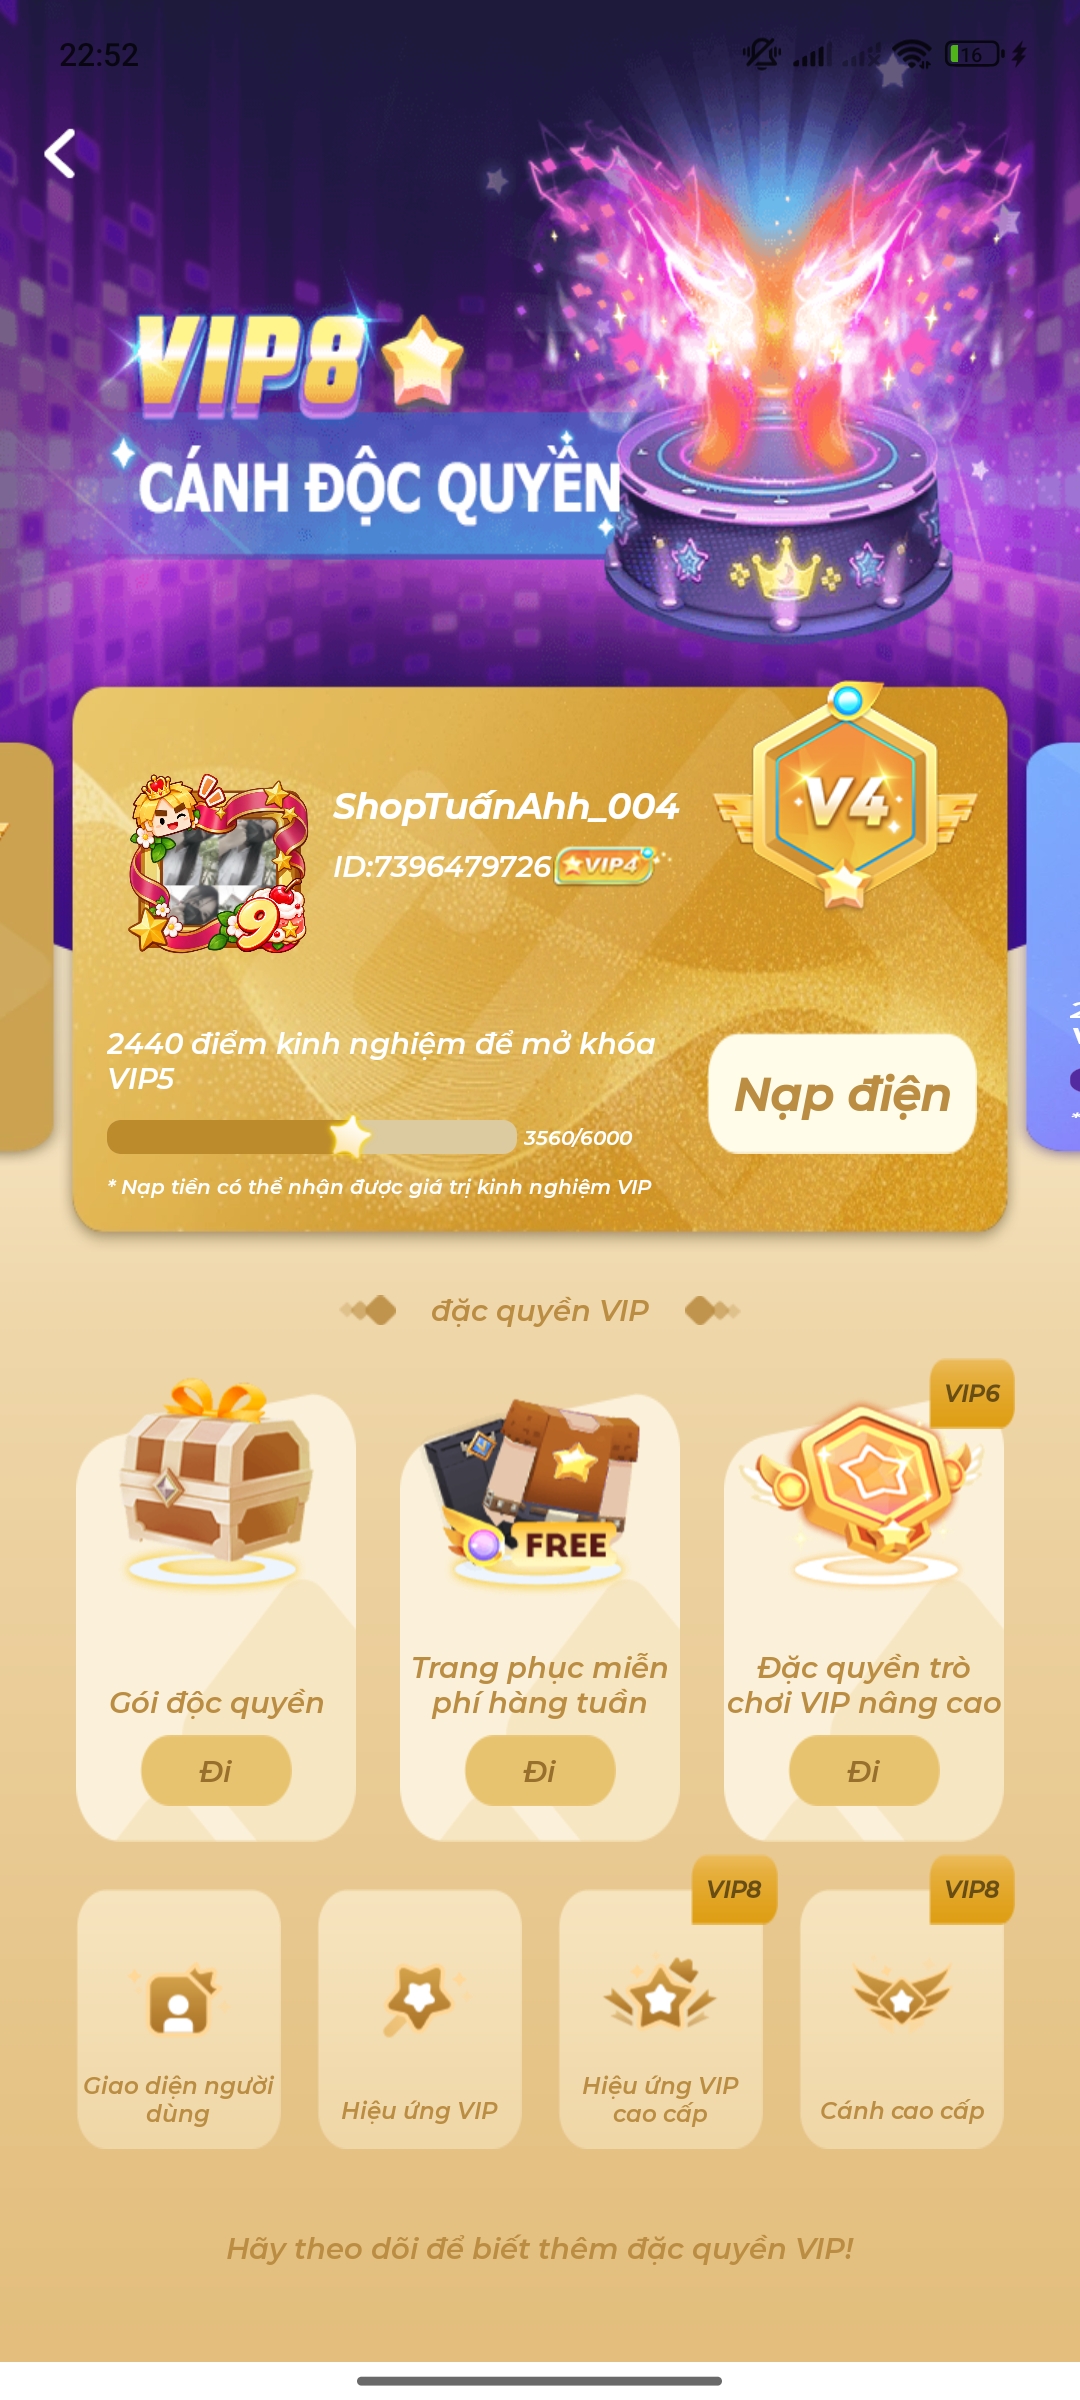 22:52
16
VIP8
CÁNH ĐỘC QUYỀN
V4
ShopTuấnAhh_004
ID:7396479726 VIP4
9
2440 điểm kinh nghiệm để mở khóa
VIP5
Nạp điện
3560/6000
* Nạp tiền có thể nhận được giá trị kinh nghiệm VIP
đặc quyền VIP
VIP6
FREE
Gói độc quyền
Trang phục miễn
phí hàng tuần
Đặc quyền trò
chơi VIP nâng cao
Đi
Đi
Đi
VIP8
VIP8
Giao diện người
dùng
Hiệu ứng VIP
Hiệu ứng VIP
cao cấp
Cánh cao cấp
Hãy theo dõi để biết thêm đặc quyền VIP!